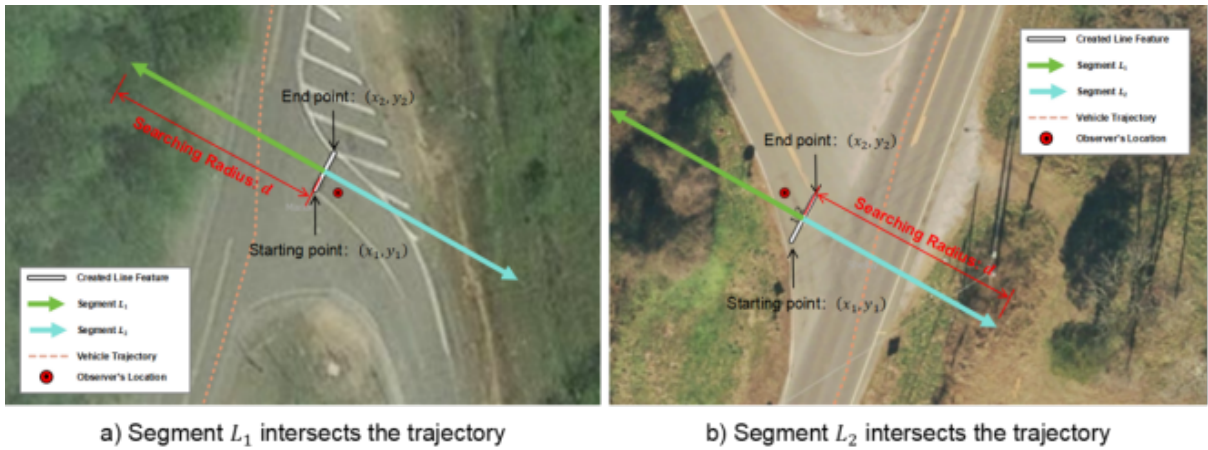 End point: (x₂, y₂)
Searching Radius: d
Starting point: (x₁, y₁)
Created Line Feature
Segment L₁
Segment L₂
Vehicle Trajectory
Observer's Location
a) Segment L₁ intersects the trajectory
Created Line Feature
Segment L₁
Segment L₂
Vehicle Trajectory
Observer's Location
End point: (x₂, y₂)
Searching Radius: d
Starting point: (x₁, y₁)
b) Segment L₂ intersects the trajectory